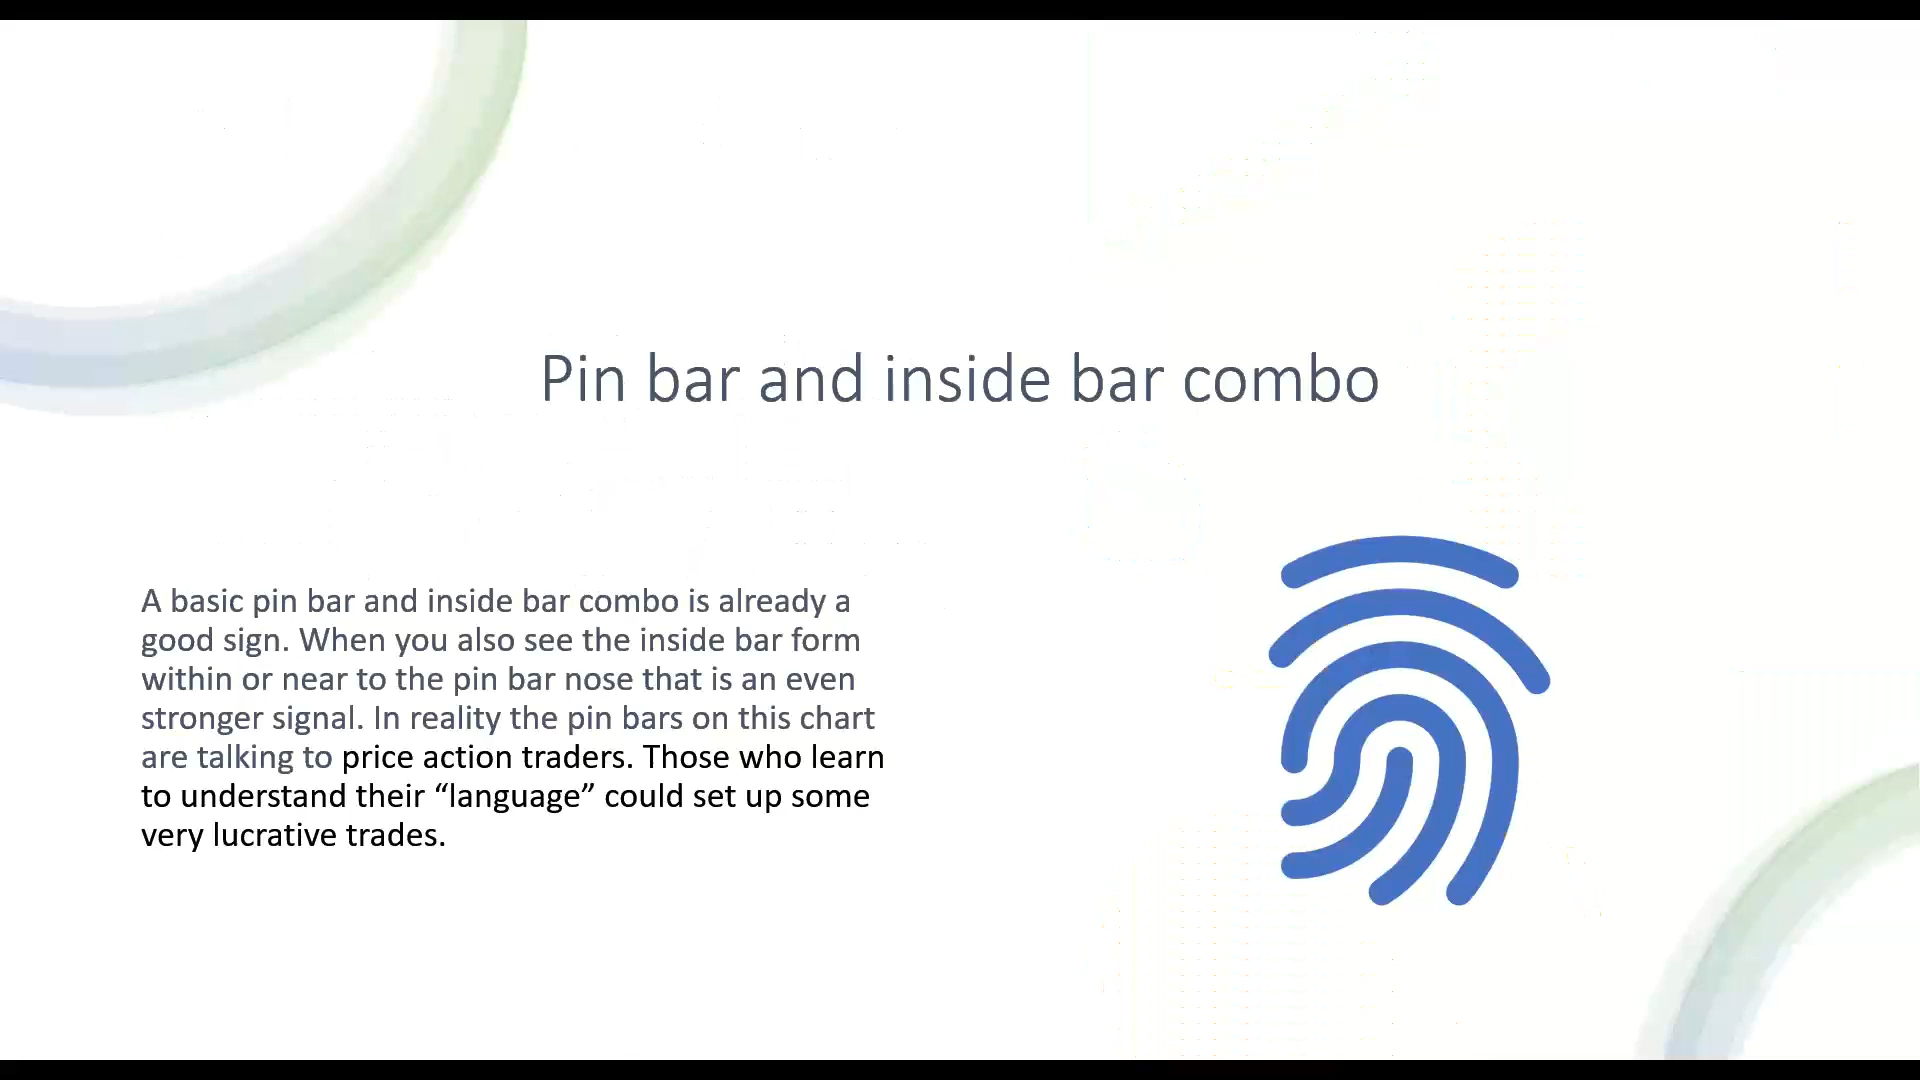 Pin bar and inside bar combo
A basic pin bar and inside bar combo is already a
good sign. When you also see the inside bar form
within or near to the pin bar nose that is an even
stronger signal. In reality the pin bars on this chart
are talking to price action traders. Those who learn
to understand their “language” could set up some
very lucrative trades.